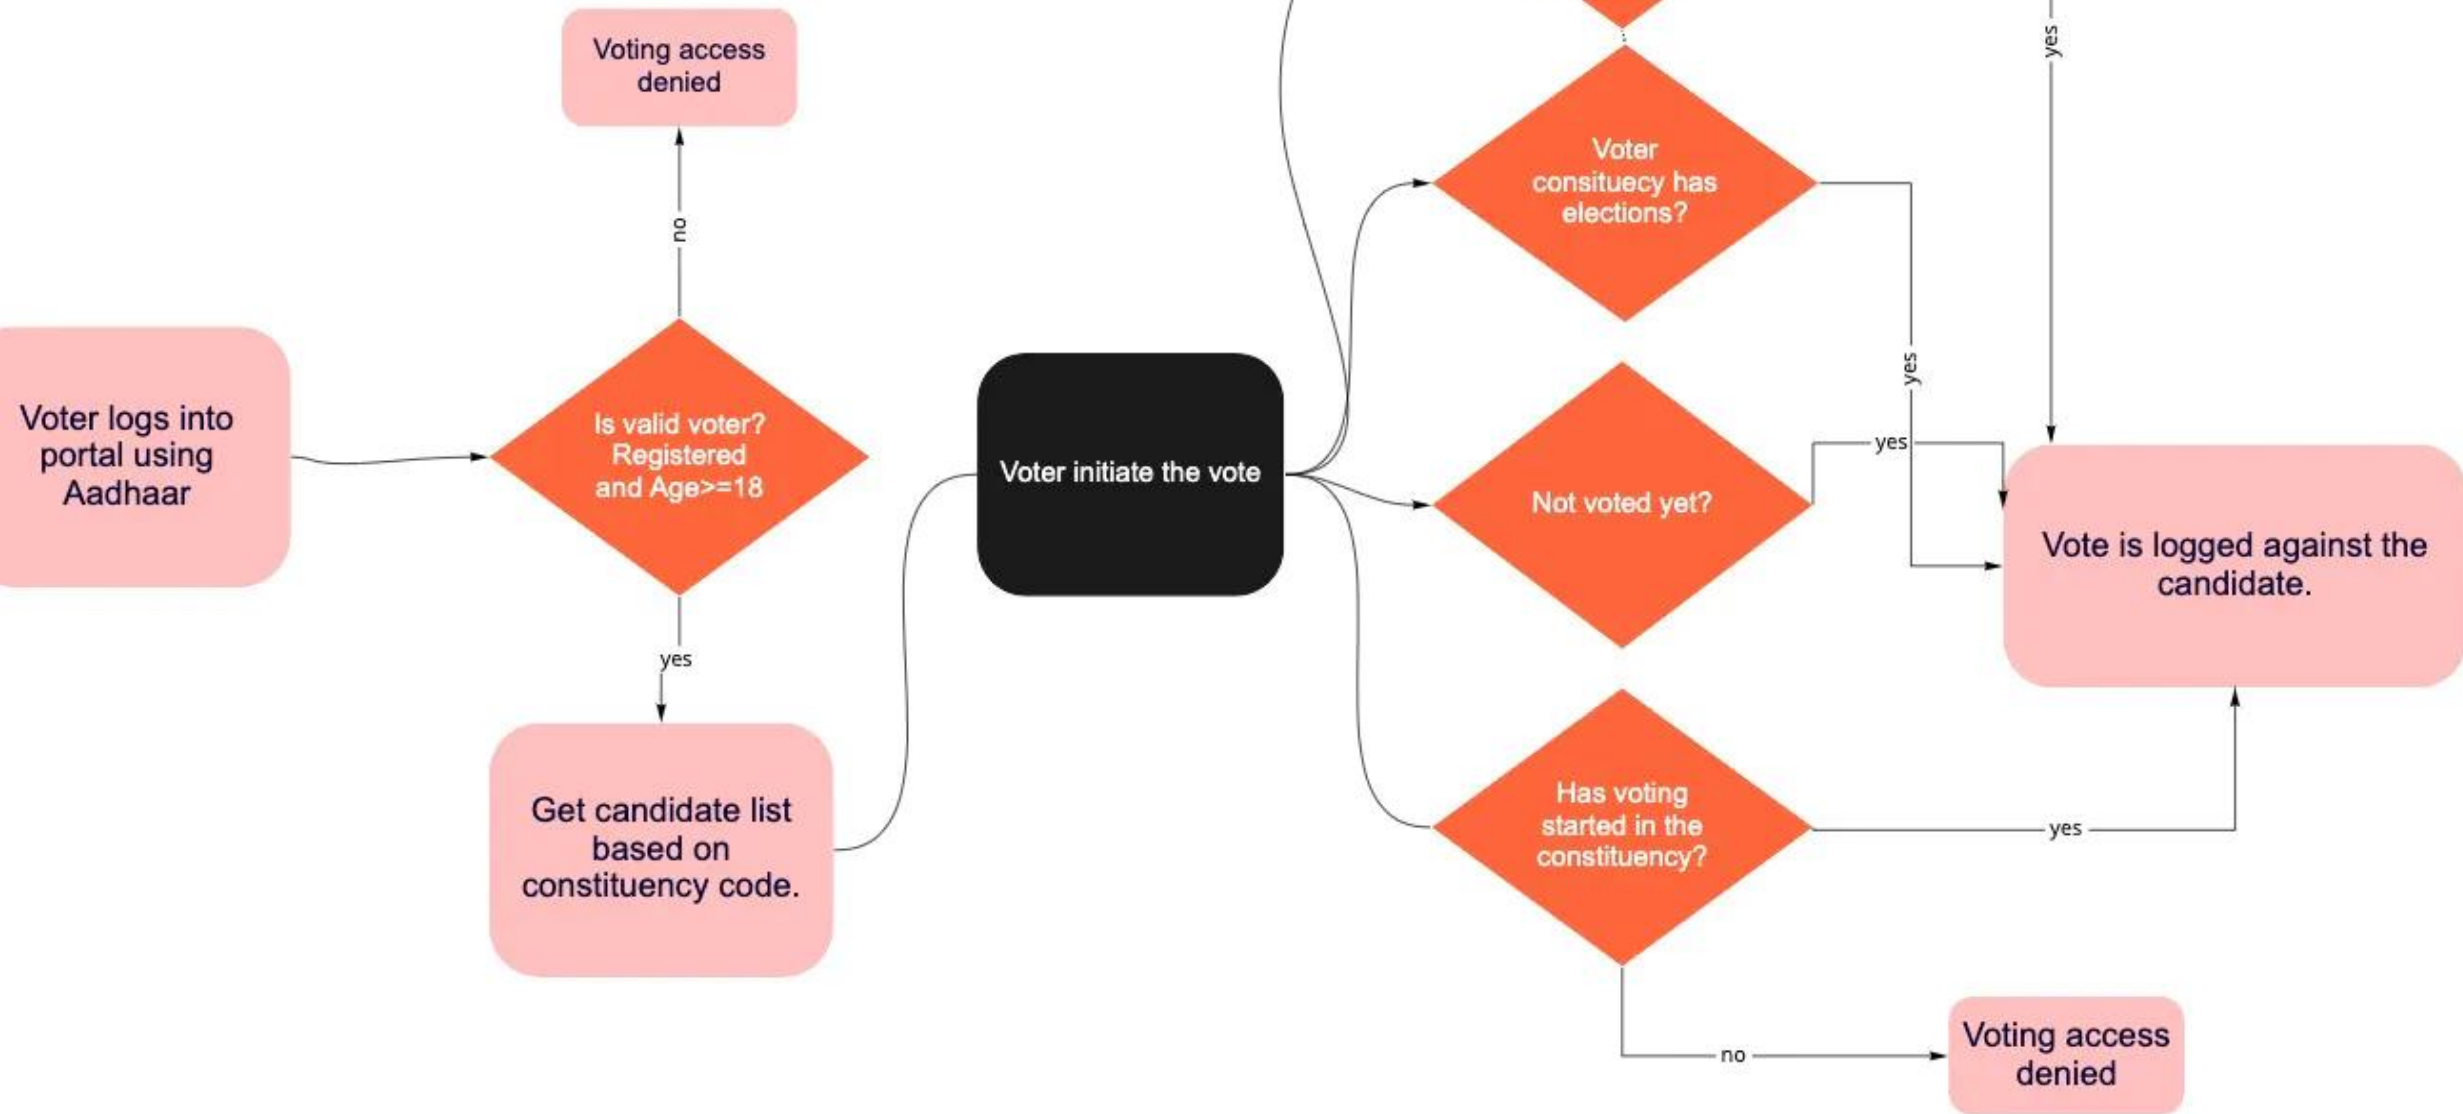 Voting access
denied
no
Voter logs into
portal using
Aadhaar
Is valid voter?
Registered
and Age>=18
yes
Get candidate list
based on
constituency code.
Voter initiate the vote
Voter
consituecy has
elections?
yes
yes
Not voted yet?
yes
Vote is logged against the
candidate.
Has voting
started in the
constituency?
yes
no
Voting access
denied